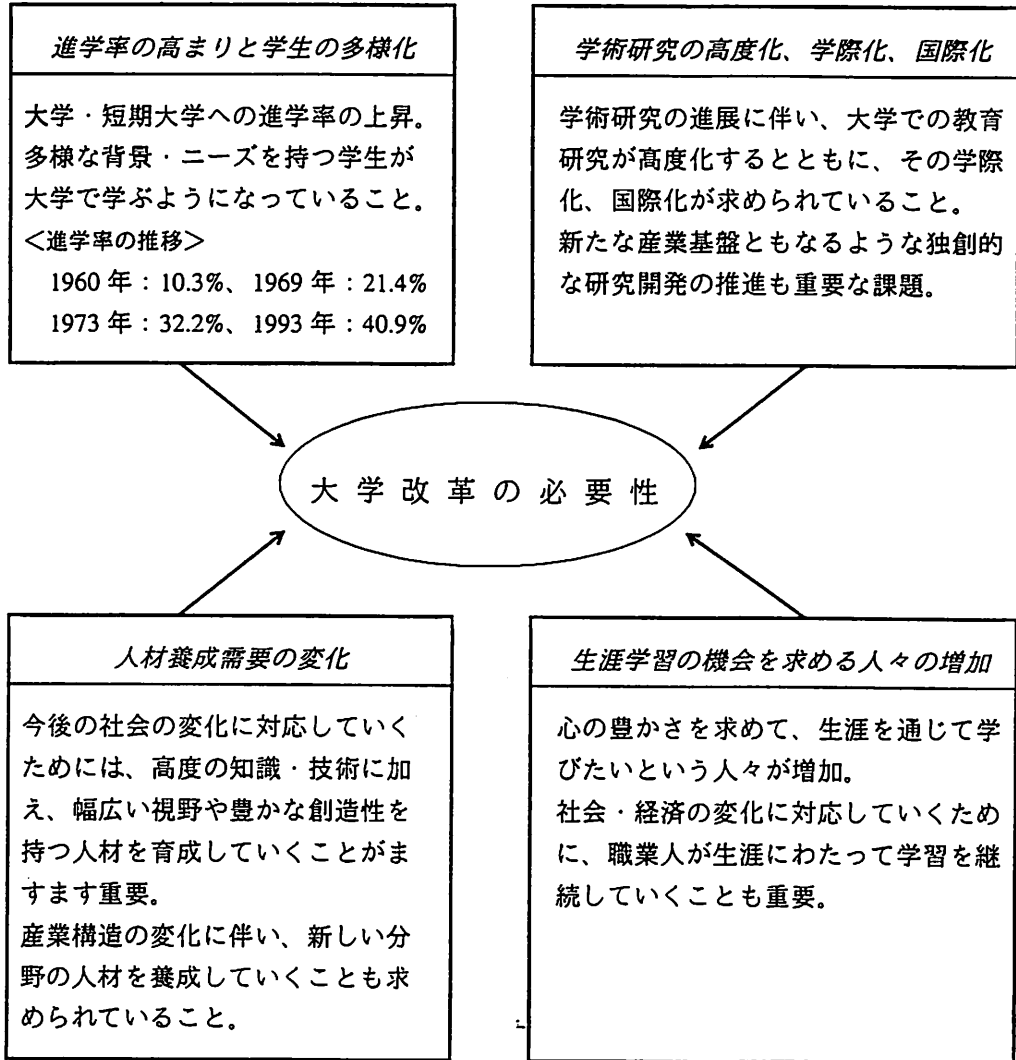 進学率の高まりと学生の多様化
大学・短期大学への進学率の上昇。
多様な背景・ニーズを持つ学生が
大学で学ぶようになっていること。
＜進学率の推移＞
1960年：10.3%、1969年：21.4%
1973年：32.2%、1993年：40.9%
学術研究の高度化、学際化、国際化
学術研究の進展に伴い、大学での教育
研究が高度化するとともに、その学際
化、国際化が求められていること。
新たな産業基盤ともなるような独創的
な研究開発の推進も重要な課題。
大学改革の必要性
人材養成需要の変化
今後の社会の変化に対応していく
ためには、高度の知識・技術に加
え、幅広い視野や豊かな創造性を
持つ人材を育成していくことがま
すます重要。
産業構造の変化に伴い、新しい分
野の人材を養成していくことも求
められていること。
生涯学習の機会を求める人々の増加
心の豊かさを求めて、生涯を通じて学
びたいという人々が増加。
社会・経済の変化に対応していくため
に、職業人が生涯にわたって学習を継
続していくことも重要。